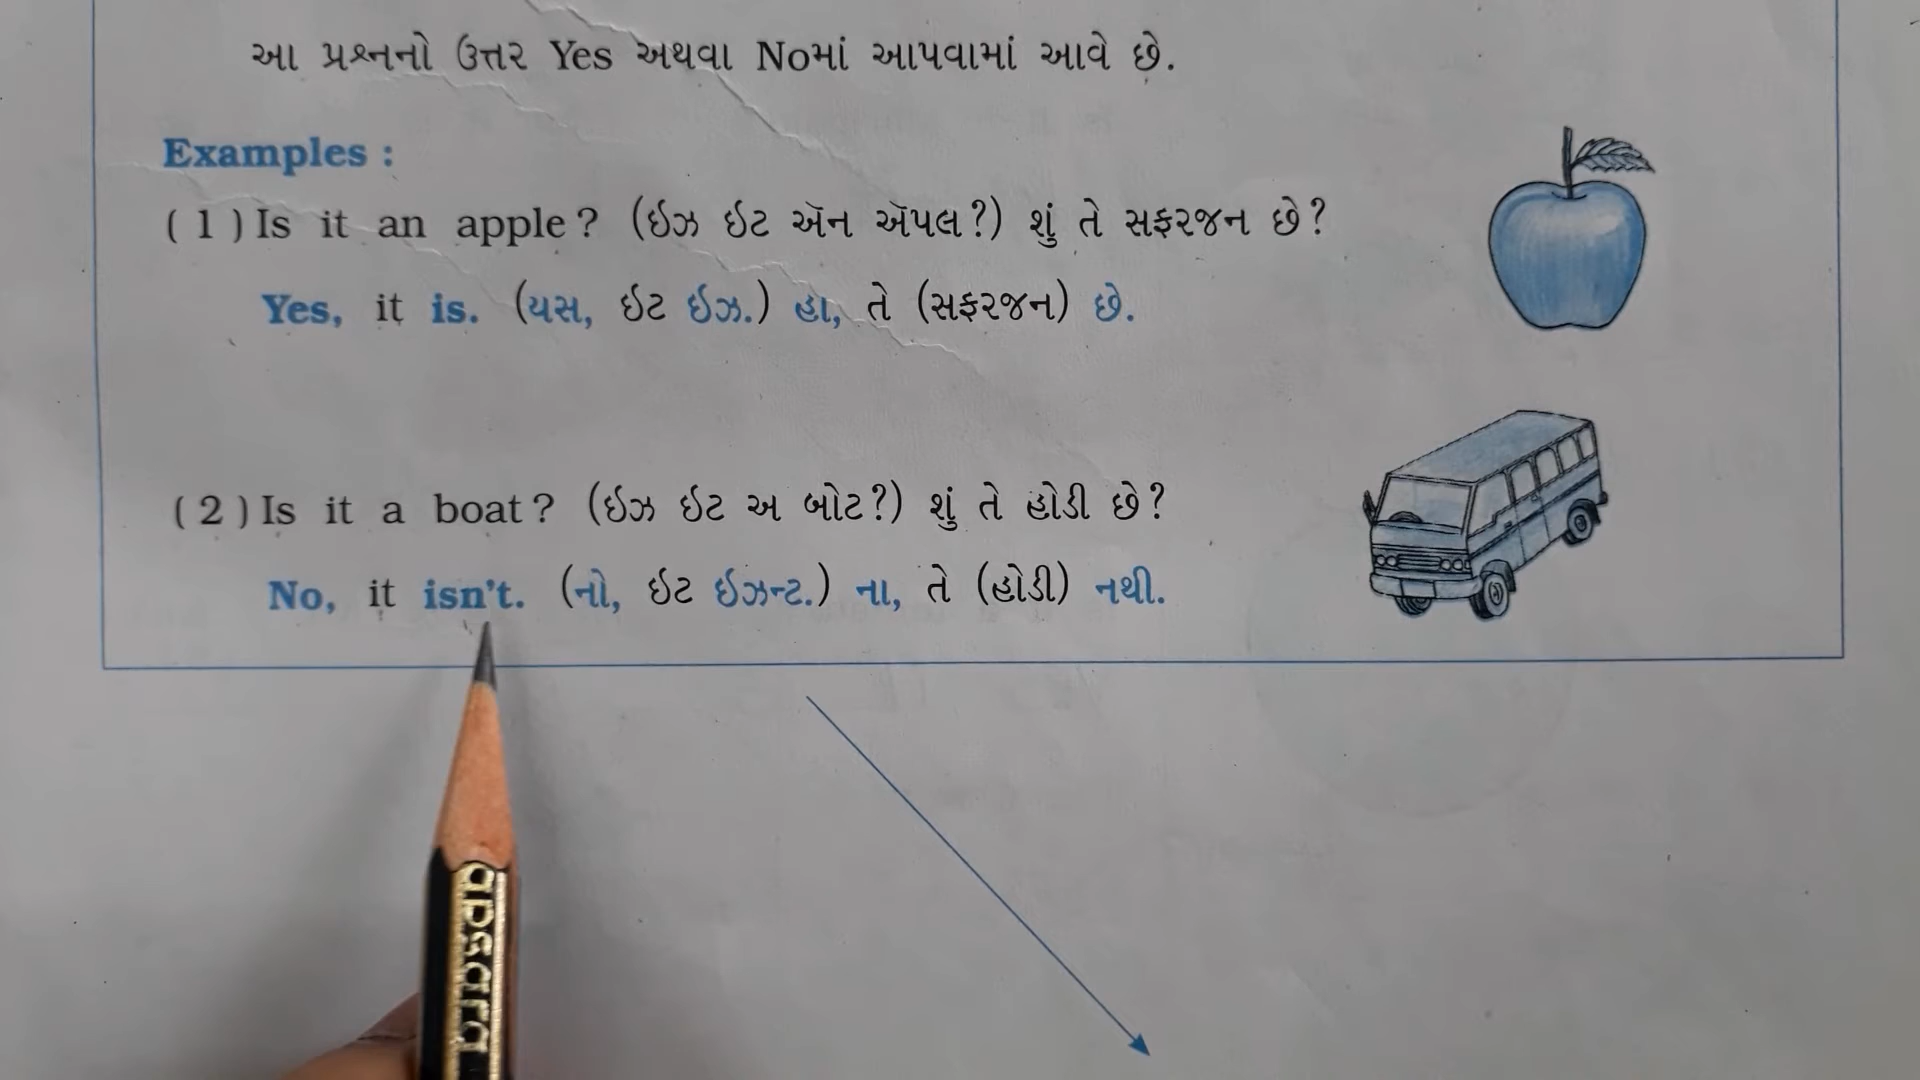 આ પ્રશ્નનો ઉત્તર Yes અથવા Noમાં આપવામાં આવે છે.
Examples :
( 1 ) Is it an apple? (ઇઝ ઇટ ઍન ઍપલ?) શું તે સફરજન છે?
Yes, it is. (યસ, ઇટ ઇઝ.) હા, તે (સફરજન) છે.
( 2 ) Is it a boat? (ઇઝ ઇટ અ બોટ?) શું તે હોડી છે?
No, it isn't. (નો, ઇટ ઇઝન્ટ.) ના, તે (હોડી) નથી.
apsara